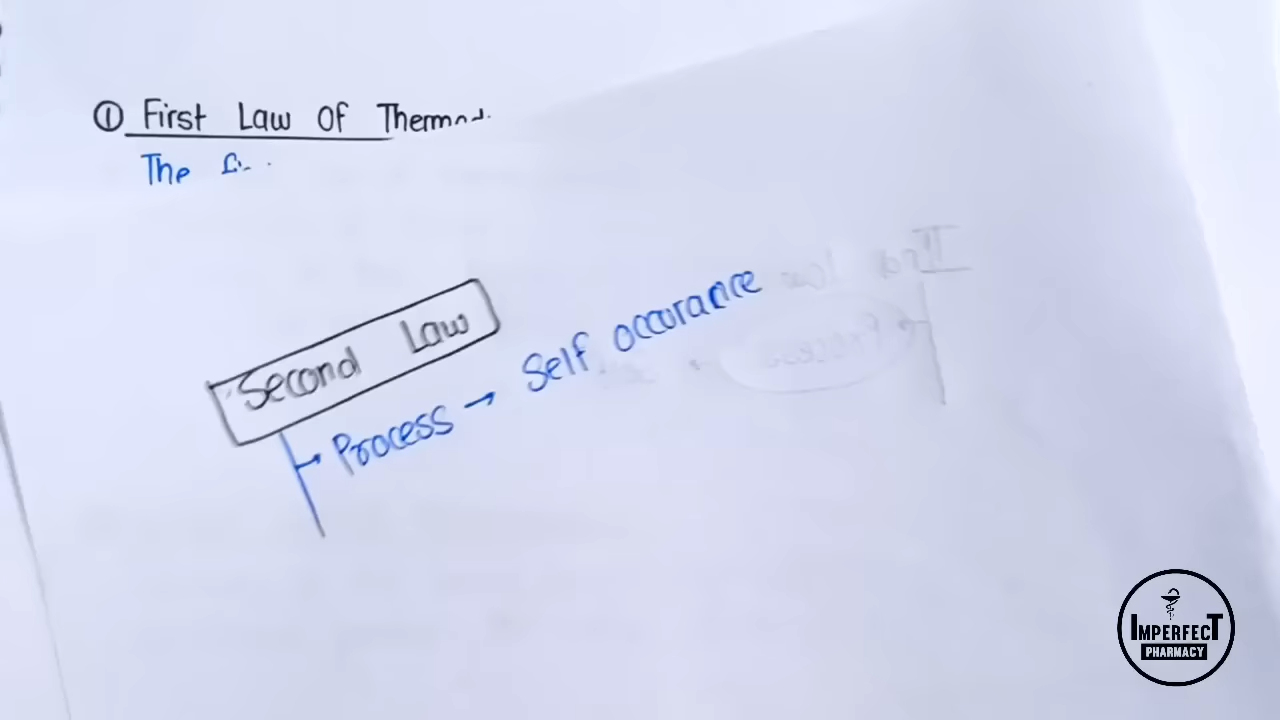 ① First Law Of
The
Second Law
Process → Self occurance
IMPERFECT
PHARMACY